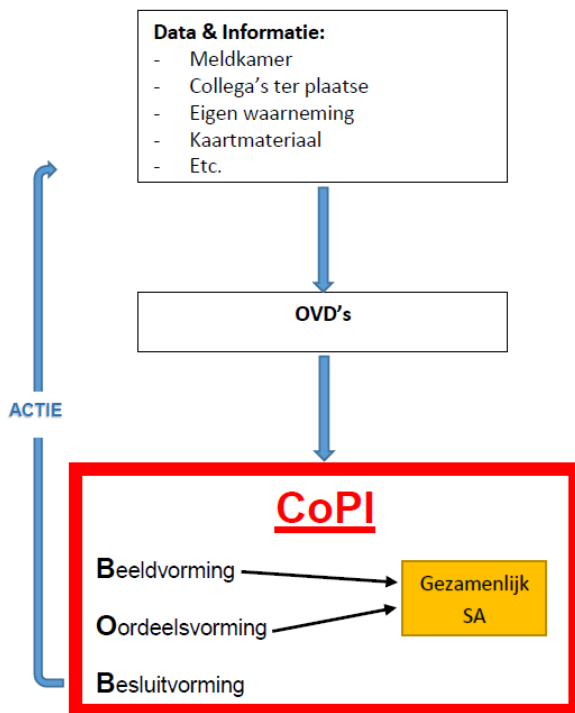 Data & Informatie:
- Meldkamer
- Collega's ter plaatse
- Eigen waarneming
- Kaartmateriaal
- Etc.
OVD's
ACTIE
CoPI
Beeldvorming
Oordeelsvorming
Besluitvorming
Gezamenlijk
SA